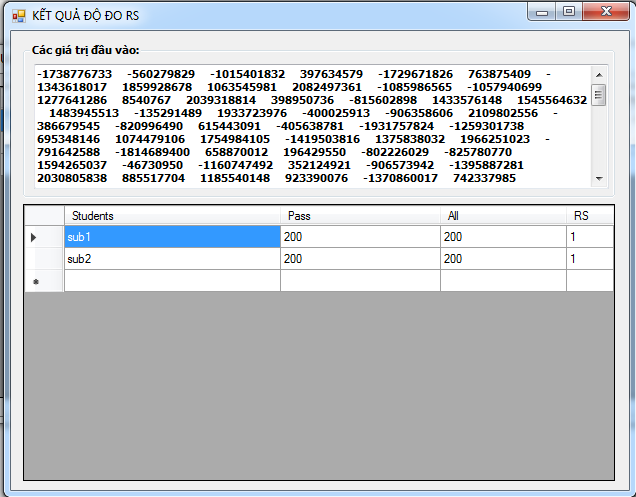 KẾT QUẢ ĐỘ ĐO RS
Các giá trị đầu vào:
-1738776733 -560279829 -1015401832 397634579 -1729671826 763875409 -
1343618017 1859928678 1063545981 2082497361 -1085986565 -1057940699
1277641286 8540767 2039318814 398950736 -815602898 1433576148 1545564632
1483945513 -135291489 1933723976 -400025913 -906358606 2109802556 -
386679545 -820996490 615443091 -405638781 -1931757824 -1259301738
695348146 1074479106 1754984105 -1419503816 1375838032 1966251023 -
791642588 -1814689400 658870012 196429550 -802226029 -825780770
1594265037 -46730950 -1160747492 352124921 -906573942 -1395887281
2030805838 885517704 1185540148 923390076 -1370860017 742337985
Students Pass All RS
sub1 200 200 1
sub2 200 200 1